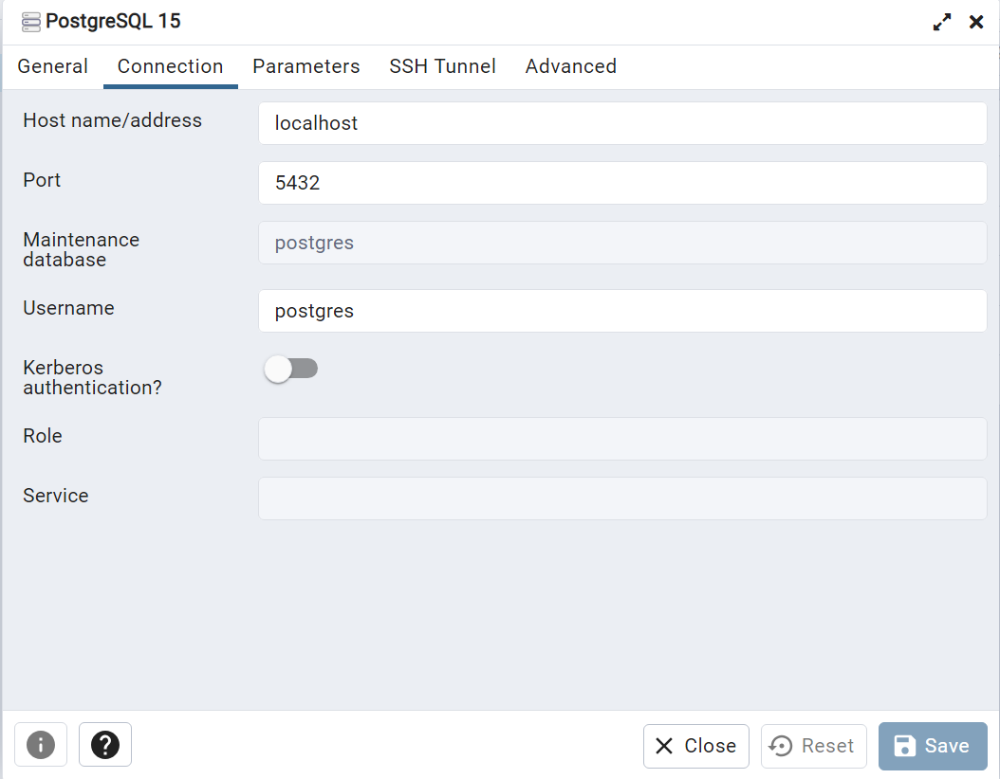 PostgreSQL 15
General Connection Parameters SSH Tunnel Advanced
Host name/address localhost
Port 5432
Maintenance
database postgres
Username postgres
Kerberos
authentication?
Role
Service
Close Reset Save